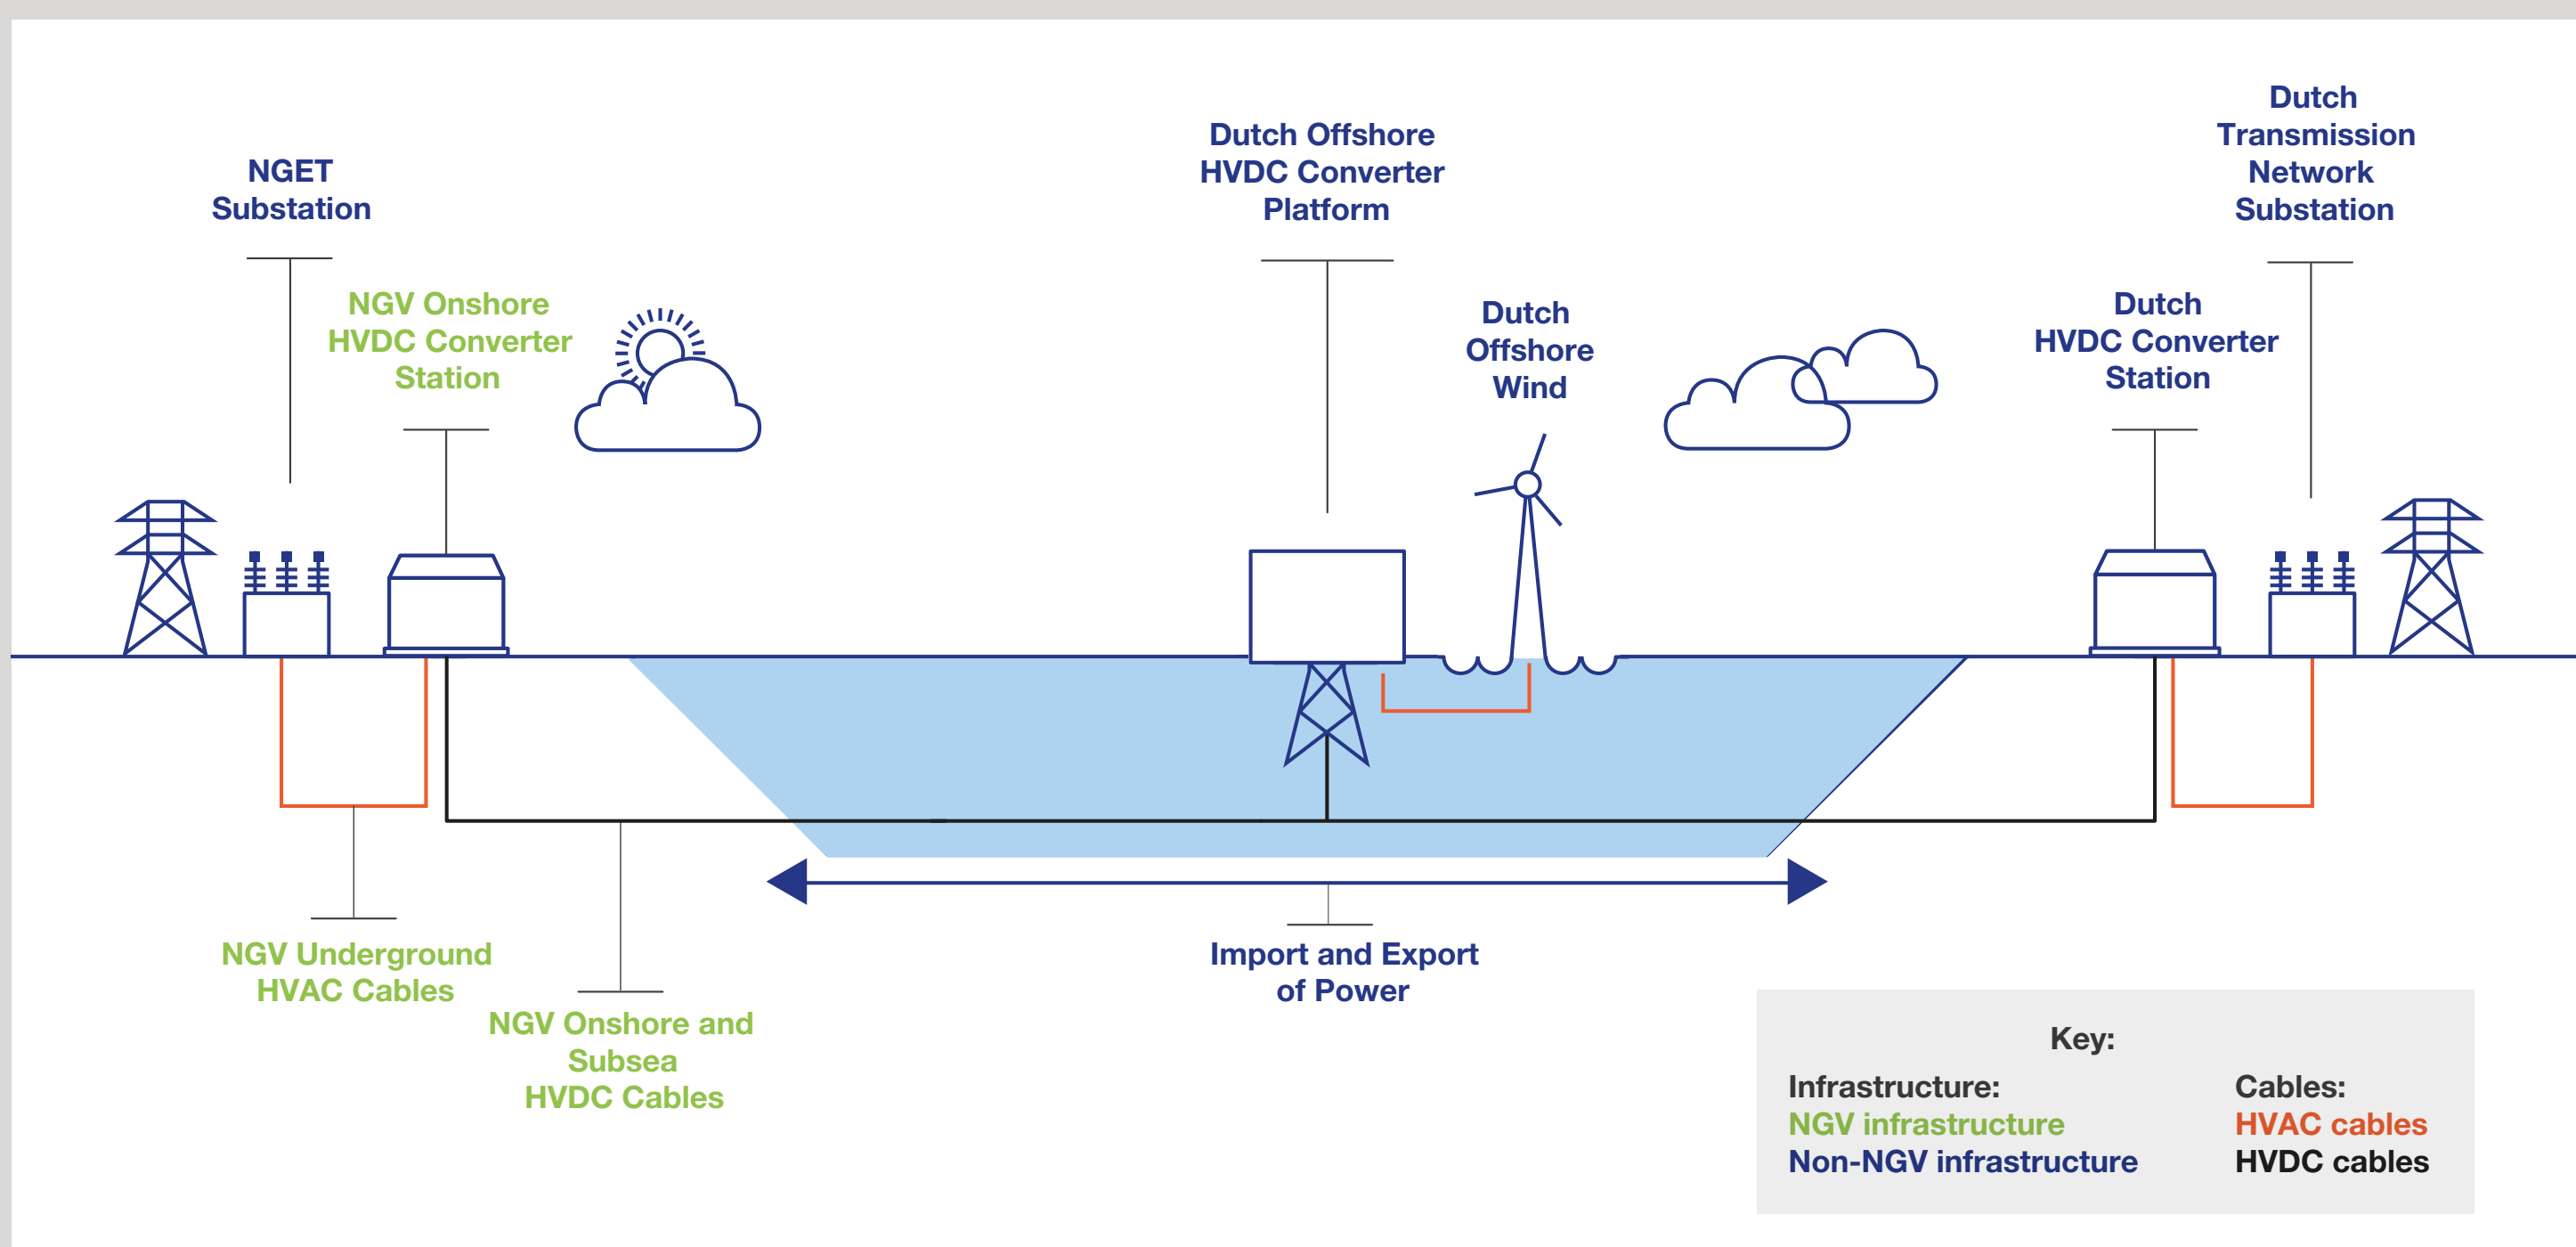 NGET
Substation
NGV Onshore
HVDC Converter
Station
Dutch Offshore
HVDC Converter
Platform
Dutch
Offshore
Wind
Dutch
HVDC Converter
Station
Dutch
Transmission
Network
Substation
NGV Underground
HVAC Cables
NGV Onshore and
Subsea
HVDC Cables
Import and Export
of Power
Key:
Infrastructure:
NGV infrastructure
Non-NGV infrastructure
Cables:
HVAC cables
HVDC cables